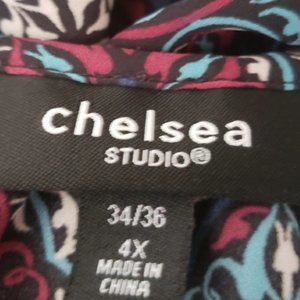 chelsea
STUDIO®
34/36
4X
MADE IN
CHINA